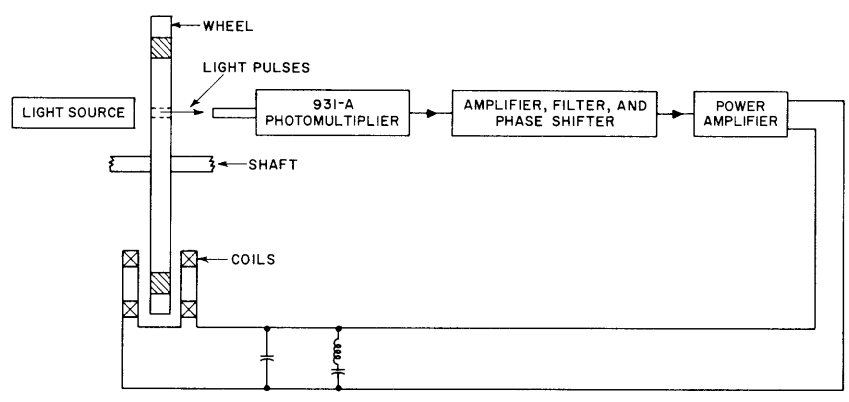 WHEEL
LIGHT PULSES
LIGHT SOURCE
931-A
PHOTOMULTIPLIER
AMPLIFIER, FILTER, AND
PHASE SHIFTER
POWER
AMPLIFIER
SHAFT
COILS